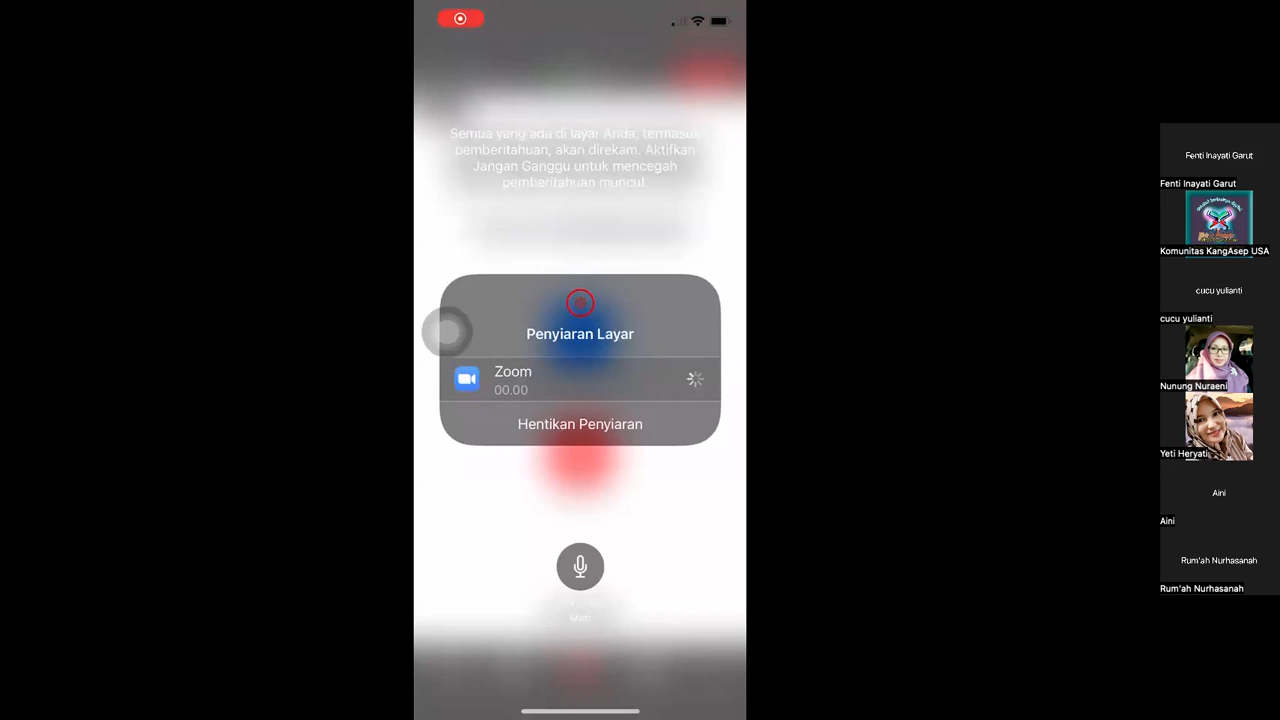 Semua yang ada di layar Anda, termasuk
pemberitahuan, akan direkam. Aktifkan
Jangan Ganggu untuk mencegah
pemberitahuan muncul.
Penyiaran Layar
Zoom
00.00
Hentikan Penyiaran
Mati
Fenti Inayati Garut
Fenti Inayati Garut
Komunitas KangAsep USA
cucu yulianti
cucu yulianti
Nunung Nuraeni
Yeti Heryati
Aini
Aini
Rum'ah Nurhasanah
Rum'ah Nurhasanah